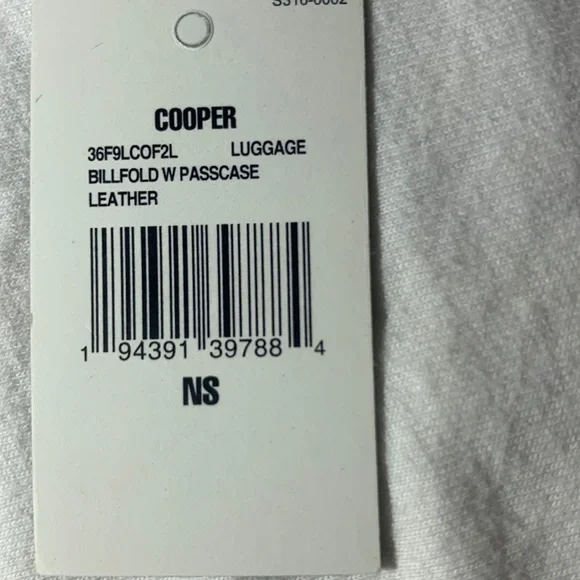 COOPER
36F9LCOF2L LUGGAGE
BILLFOLD W PASSCASE
LEATHER
1 94391 39788 4
NS